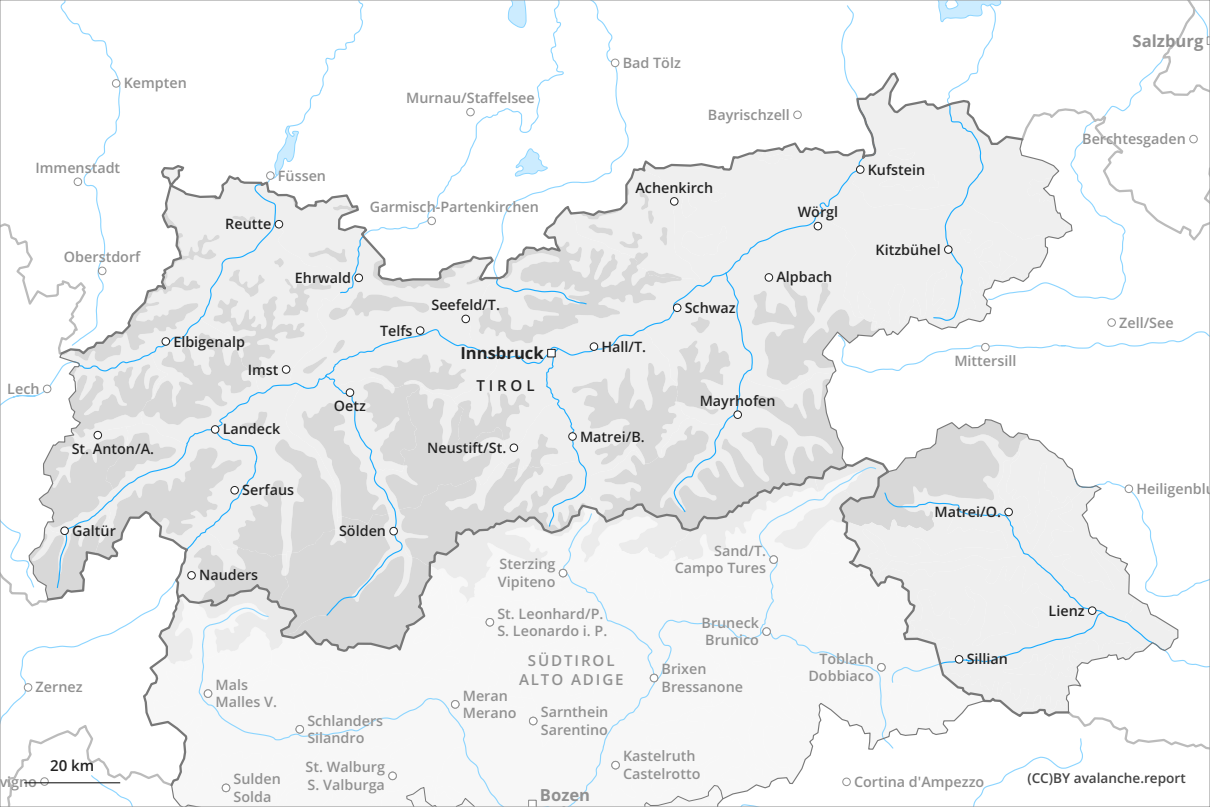 Salzburg
Bad Tölz
Kempten
Murnau/Staffelsee
Bayrischzell
Berchtesgaden
Immenstadt
Füssen
Kufstein
Achenkirch
Garmisch-Partenkirchen
Wörgl
Reutte
Kitzbühel
Oberstdorf
Ehrwald
Alpbach
Seefeld/T.
Schwaz
Telfs
Zell/See
Elbigenalp
Innsbruck
Hall/T.
Mittersill
Imst
TIROL
Lech
Oetz
Mayrhofen
Landeck
Matrei/B.
St. Anton/A.
Neustift/St.
Serfaus
Heiligenblu
Matrei/O.
Galtür
Sölden
Sand/T.
Campo Tures
Sterzing
Vipiteno
Nauders
Lienz
St. Leonhard/P.
S. Leonardo i. P.
Bruneck
Brunico
SÜDTIROL
ALTO ADIGE
Toblach
Dobbiaco
Sillian
Brixen
Bressanone
Zernez
Mals
Malles V.
Meran
Merano
Sarnthein
Sarentino
Schlanders
Silandro
Kastelruth
Castelrotto
St. Walburg
S. Valburga
20 km
vigno
Sulden
Solda
Cortina d'Ampezzo
(CC)BY avalanche.report
Bozen